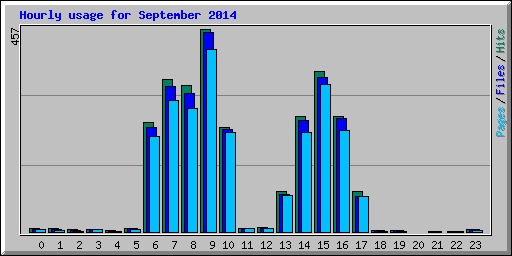 Hourly usage for September 2014
457
Pages / Files / Hits
0 1 2 3 4 5 6 7 8 9 10 11 12 13 14 15 16 17 18 19 20 21 22 23